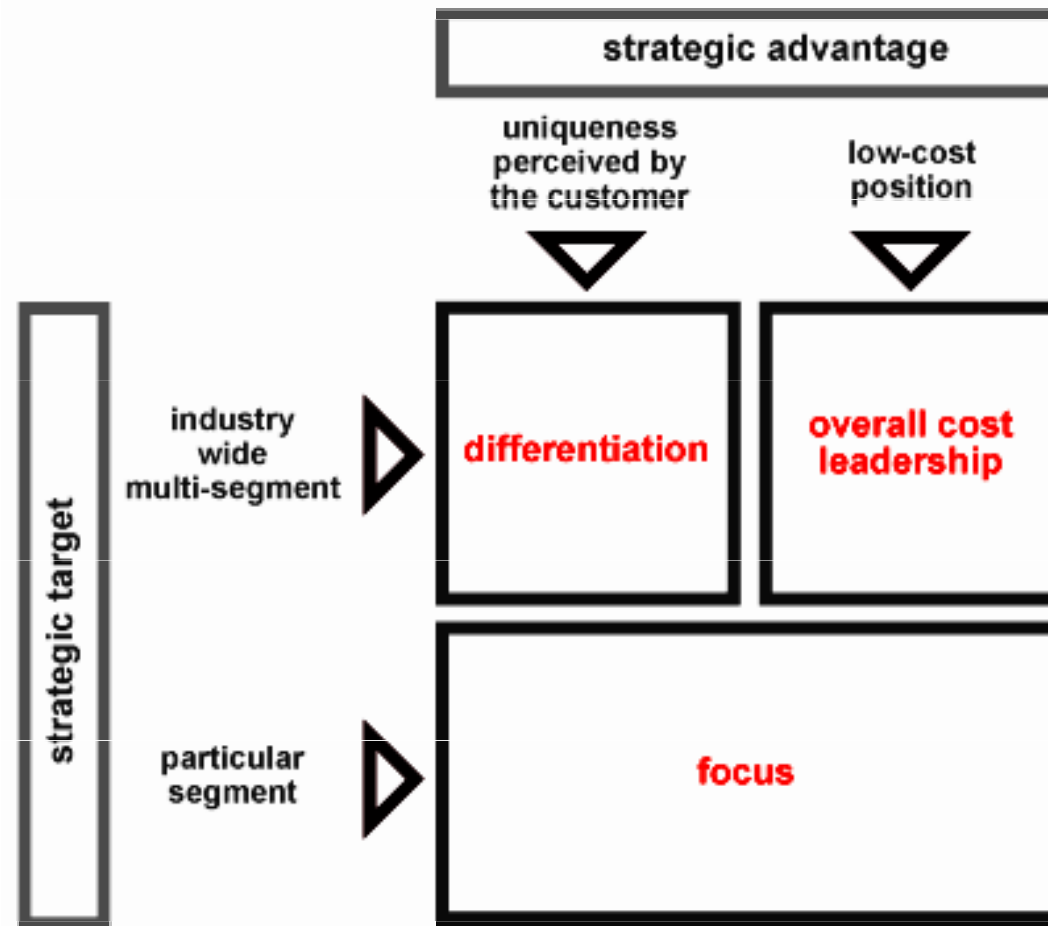 strategic advantage
uniqueness
perceived by
the customer
low-cost
position
strategic target
industry
wide
multi-segment
differentiation
overall cost
leadership
particular
segment
focus